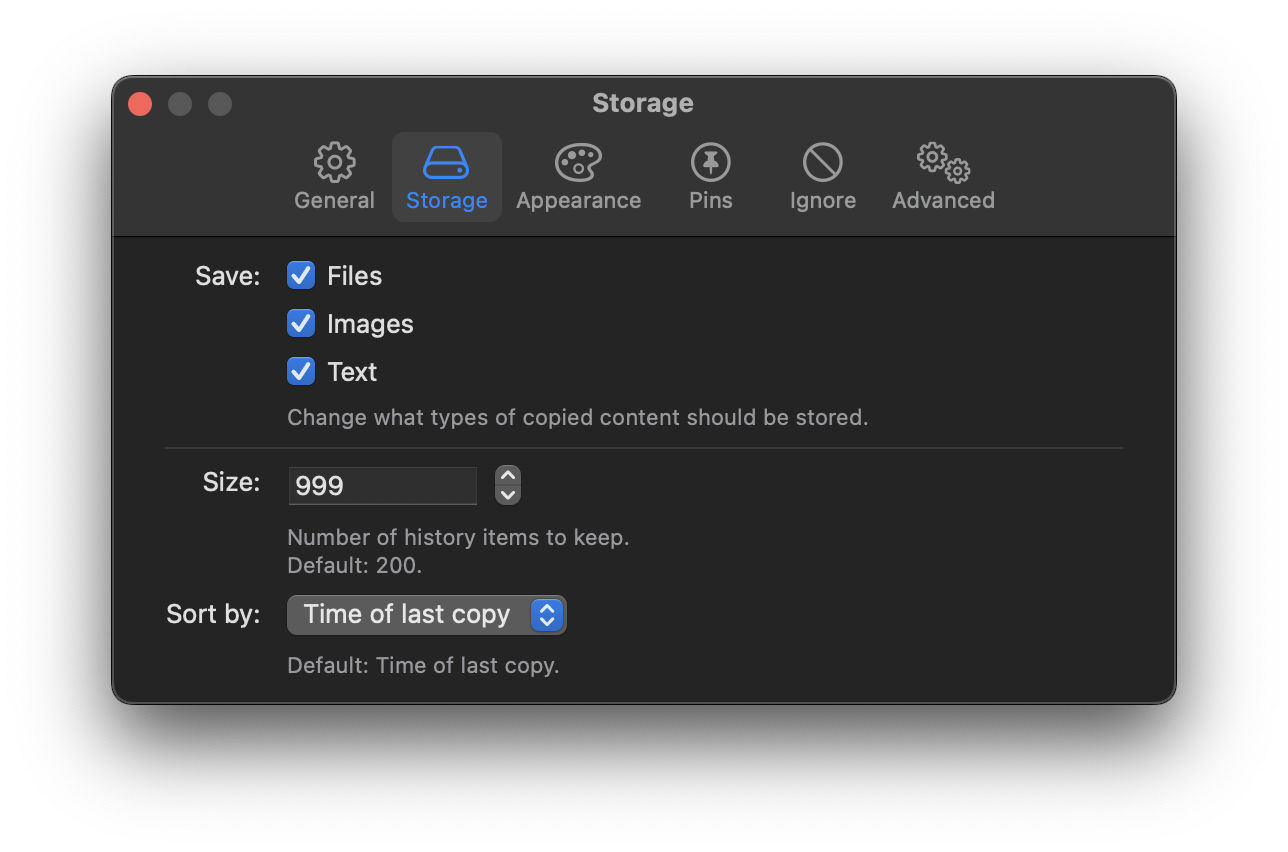 Storage
General Storage Appearance Pins Ignore Advanced
Save: Files
Images
Text
Change what types of copied content should be stored.
Size: 999
Number of history items to keep.
Default: 200.
Sort by: Time of last copy
Default: Time of last copy.